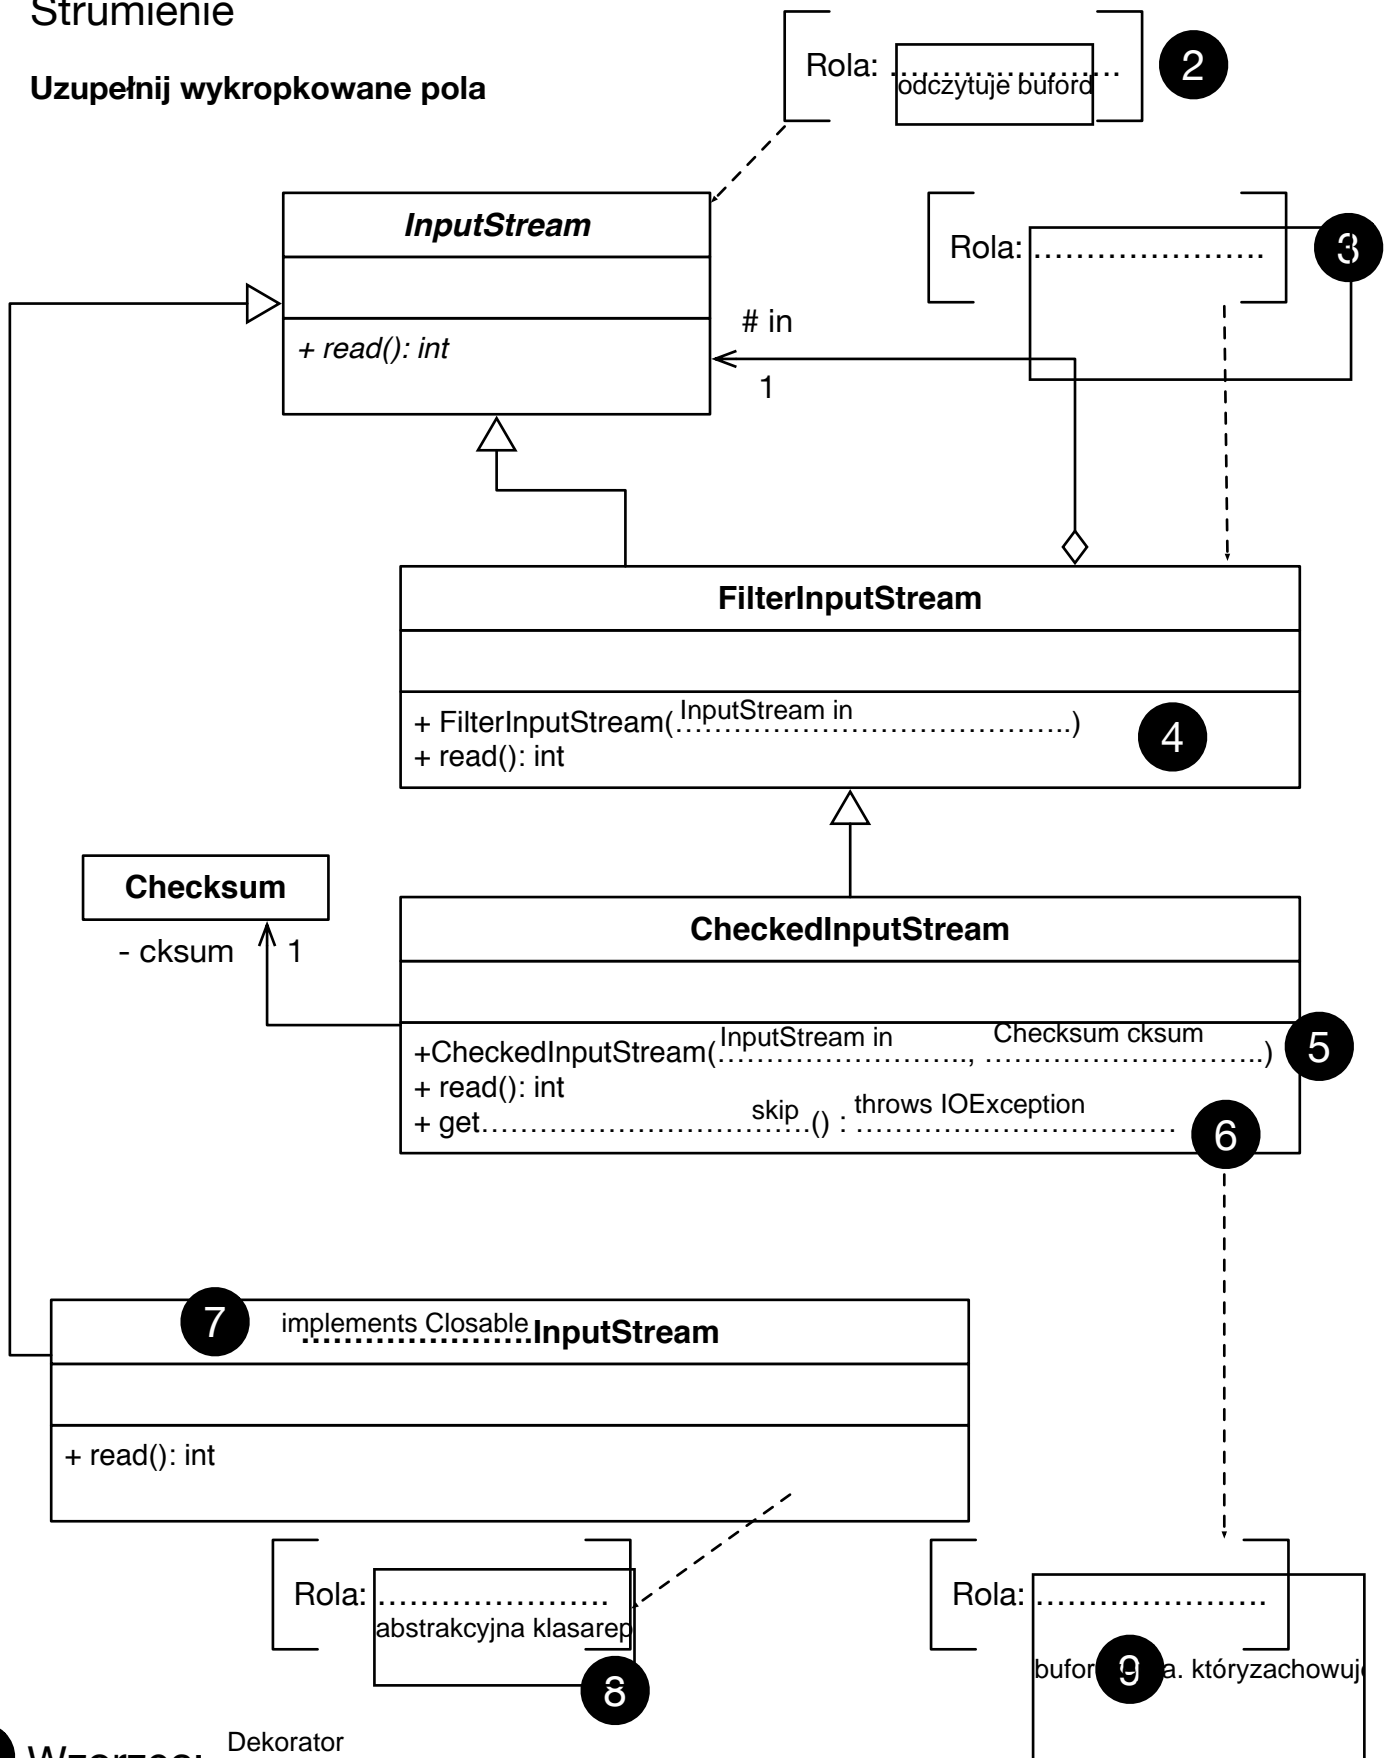 Strumienie
Uzupełnij wykropkowane pola
Rola: ......................
odczytuje buford
2
InputStream
+ read(): int
Rola: ......................
3
# in
1
FilterInputStream
+ FilterInputStream(InputStream in......................................)
+ read(): int
4
Checksum
- cksum 1
CheckedInputStream
+CheckedInputStream(InputStream in........................., Checksum cksum...........................)
5
+ read(): int
+ get.................................skip() : throws IOException................................
6
7
implements Closable......................InputStream
+ read(): int
Rola: ......................
abstrakcyjna klasarep
8
Rola: ......................
9
Wzorzec: Dekorator